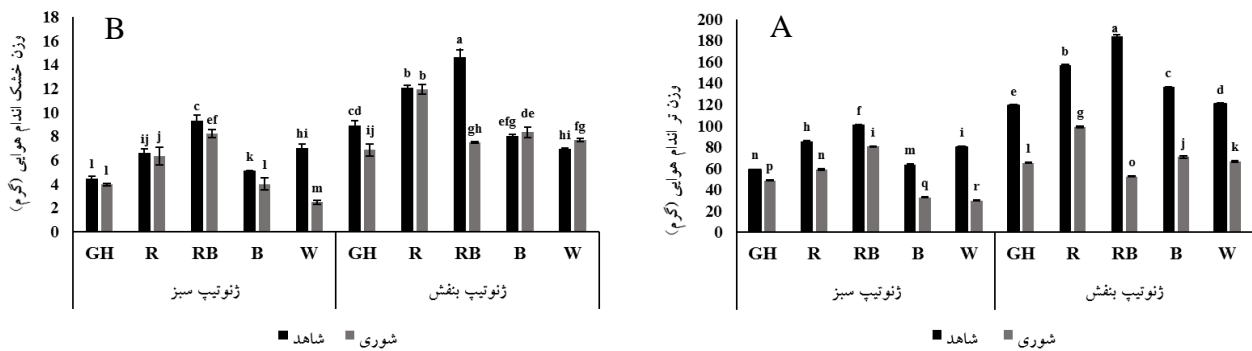 B
وزن خشک اندام هوایی (گرم)
18
16
14
12
10
8
6
4
2
0
l l ij j c ef k l hi m cd ij b b a gh efg de hi fg
GH R RB B W GH R RB B W
ژنوتیپ سبز ژنوتیپ بنفش
شاهد شوری
A
وزن تر اندام هوایی (گرم)
200
180
160
140
120
100
80
60
40
20
0
n p h n f i m q i r e l b g a o c j d k
GH R RB B W GH R RB B W
ژنوتیپ سبز ژنوتیپ بنفش
شاهد شوری